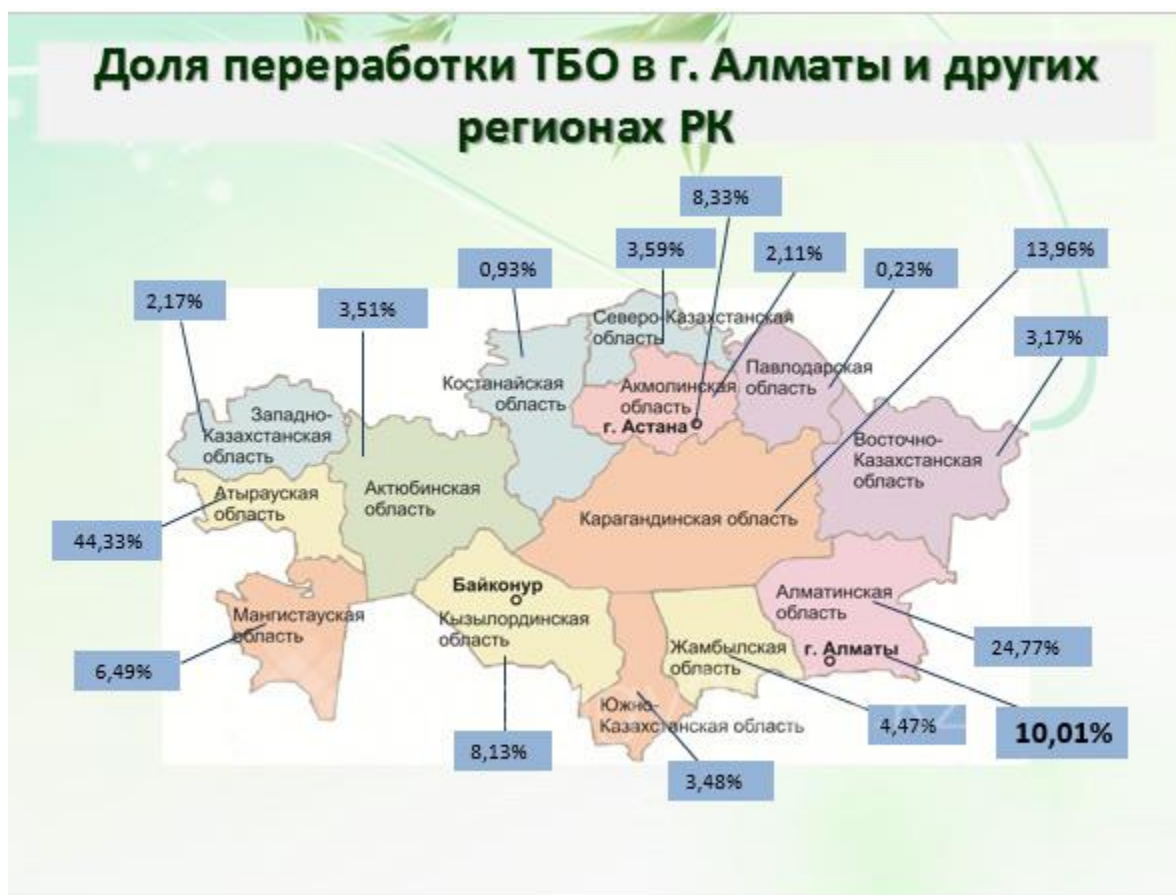 Доля переработки ТБО в г. Алматы и других
регионах РК
8,33%
3,59%
2,11%
13,96%
0,93%
0,23%
2,17%
3,51%
3,17%
Северо-Казахстанская
область
Костанайская
область
Акмолинская
область
г. Астана
Павлодарская
область
Западно-
Казахстанская
область
Восточно-
Казахстанская
область
Атырауская
область
Актюбинская
область
Карагандинская область
44,33%
Байконур
Кызылординская
область
Мангистауская
область
Алматинская
область
г. Алматы
Жамбылская
область
24,77%
6,49%
Южно-
Казахстанская область
8,13%
4,47%
10,01%
3,48%